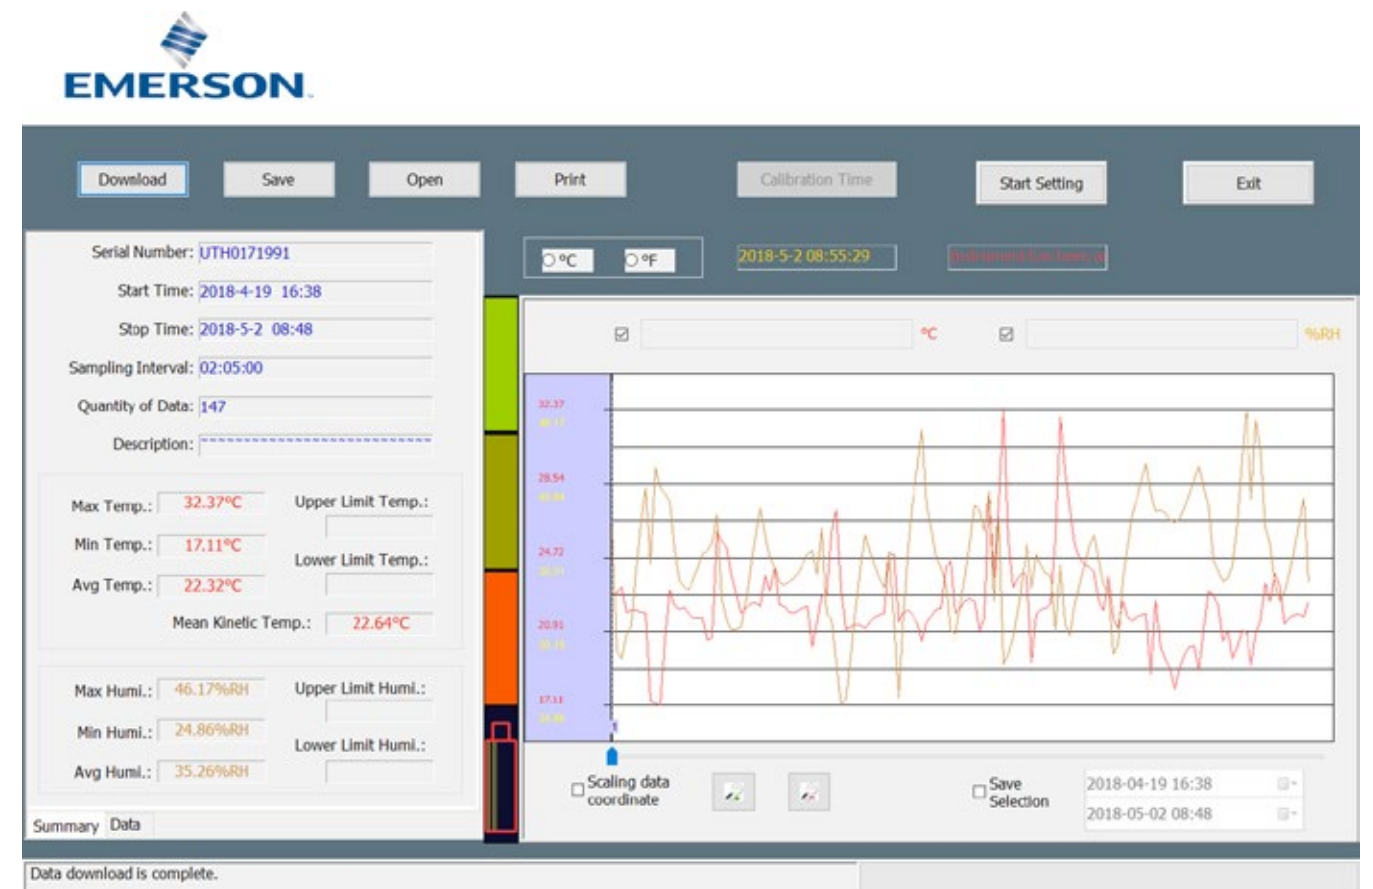 EMERSON
Download Save Open Print Calibration Time Start Setting Exit
Serial Number: UTH0171991
Start Time: 2018-4-19 16:38
Stop Time: 2018-5-2 08:48
Sampling Interval: 02:05:00
Quantity of Data: 147
Description: ~~~~~~~~~~~~~~~~~~~~~~~~~~
Max Temp.: 32.37℃ Upper Limit Temp.:
Min Temp.: 17.11℃
Lower Limit Temp.:
Avg Temp.: 22.32℃
Mean Kinetic Temp.: 22.64℃
Max Humi.: 46.17%RH Upper Limit Humi.:
Min Humi.: 24.86%RH
Lower Limit Humi.:
Avg Humi.: 35.26%RH
Summary Data
℃ ℉ 2018-5-2 08:55:29
℃ %RH
32.37
28.54
24.72
20.91
17.11
Scaling data
coordinate
Save
Selection
2018-04-19 16:38
2018-05-02 08:48
Data download is complete.